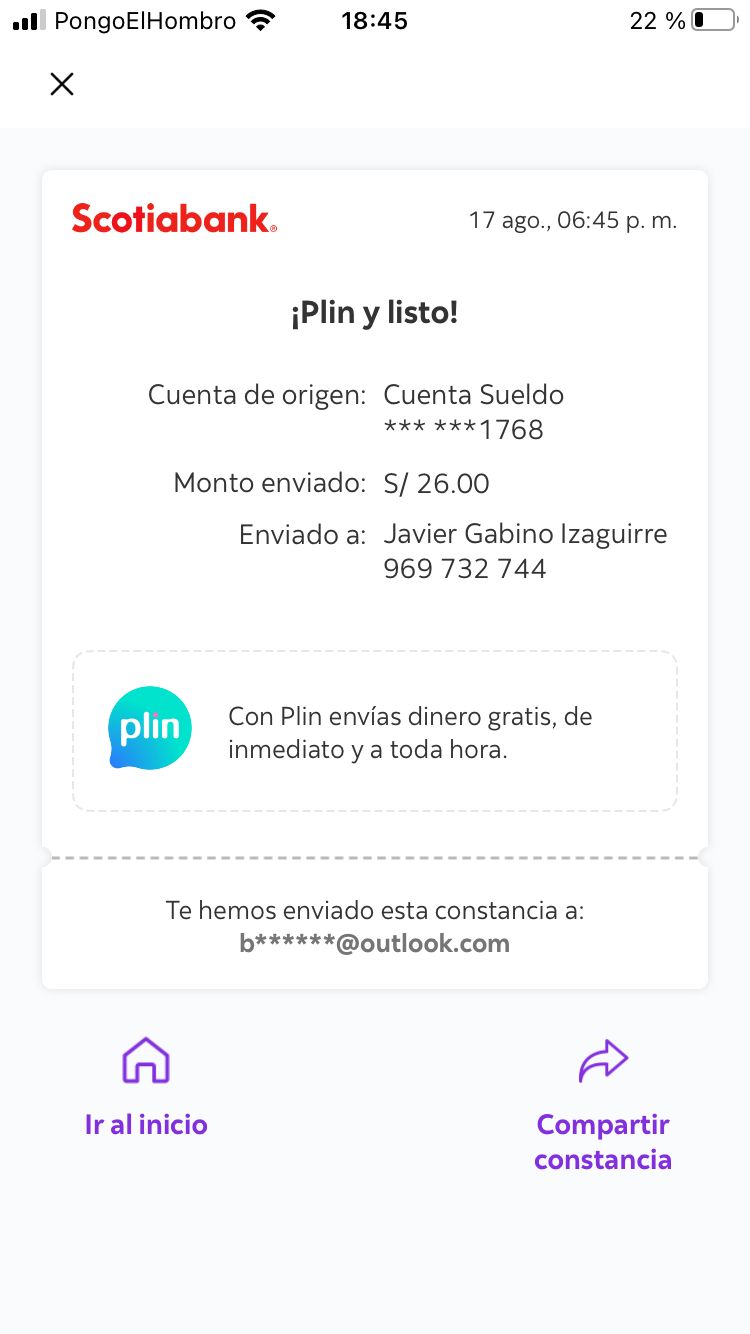 PongoElHombro 18:45 22 %
Scotiabank® 17 ago., 06:45 p. m.
¡Plin y listo!
Cuenta de origen: Cuenta Sueldo
*** ***1768
Monto enviado: S/ 26.00
Enviado a: Javier Gabino Izaguirre
969 732 744
plin
Con Plin envías dinero gratis, de
inmediato y a toda hora.
Te hemos enviado esta constancia a:
b******@outlook.com
Ir al inicio
Compartir
constancia